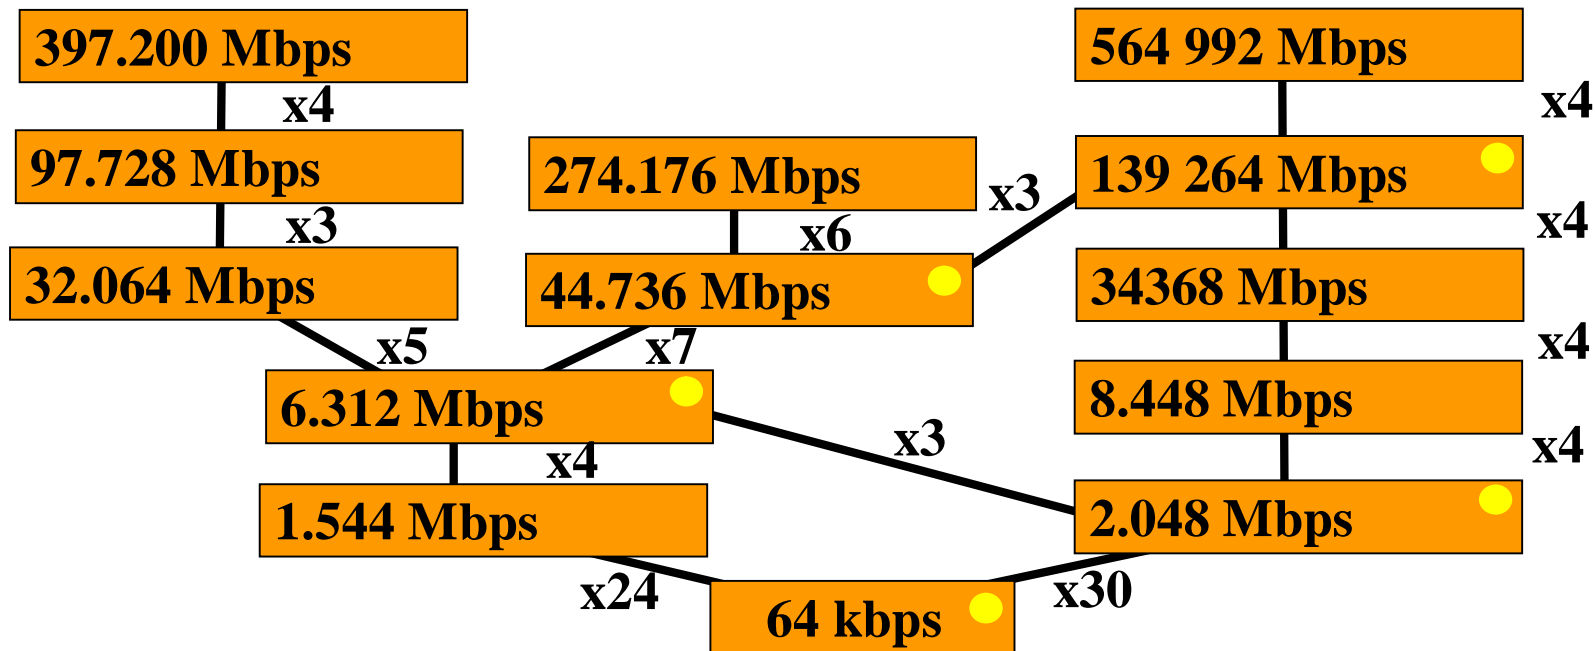 397.200 Mbps
564 992 Mbps
x4
x4
97.728 Mbps
274.176 Mbps
139 264 Mbps
x3
x3
x6
x4
32.064 Mbps
44.736 Mbps
34368 Mbps
x5
x7
x4
6.312 Mbps
8.448 Mbps
x3
x4
x4
1.544 Mbps
2.048 Mbps
x24
x30
64 kbps